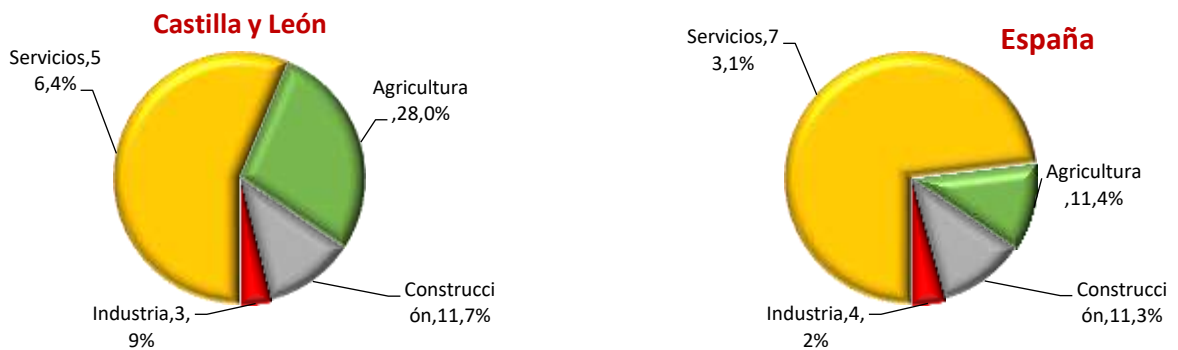 Castilla y León
Servicios,5
6,4%
Agricultura
,28,0%
Construcci
ón,11,7%
Industria,3,
9%
España
Servicios,7
3,1%
Agricultura
,11,4%
Construcci
ón,11,3%
Industria,4,
2%